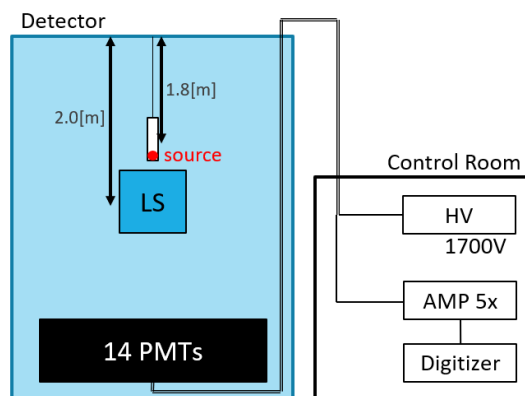 Detector
1.8[m]
2.0[m]
source
LS
14 PMTs
Control Room
HV
1700V
AMP 5x
Digitizer